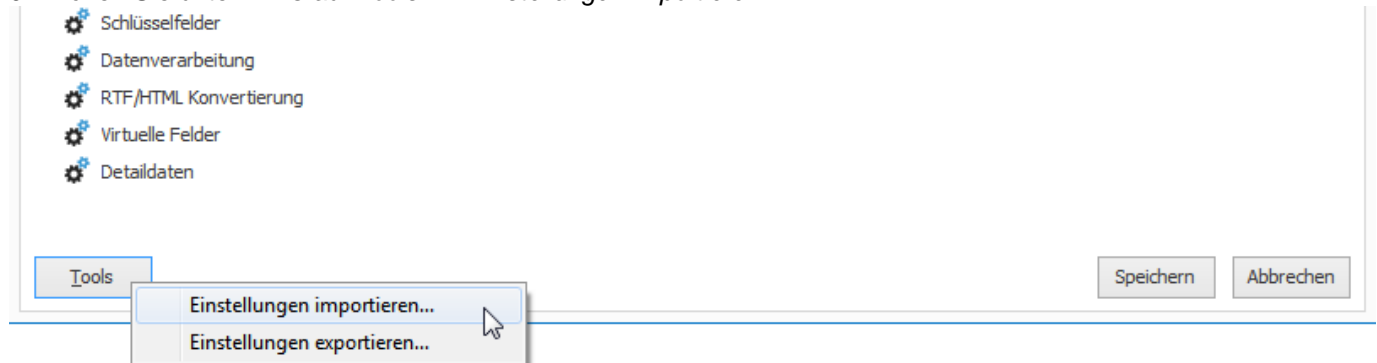 Schlüsselfelder
Datenverarbeitung
RTF/HTML Konvertierung
Virtuelle Felder
Detaildaten
Tools
Speichern
Abbrechen
Einstellungen importieren...
Einstellungen exportieren...